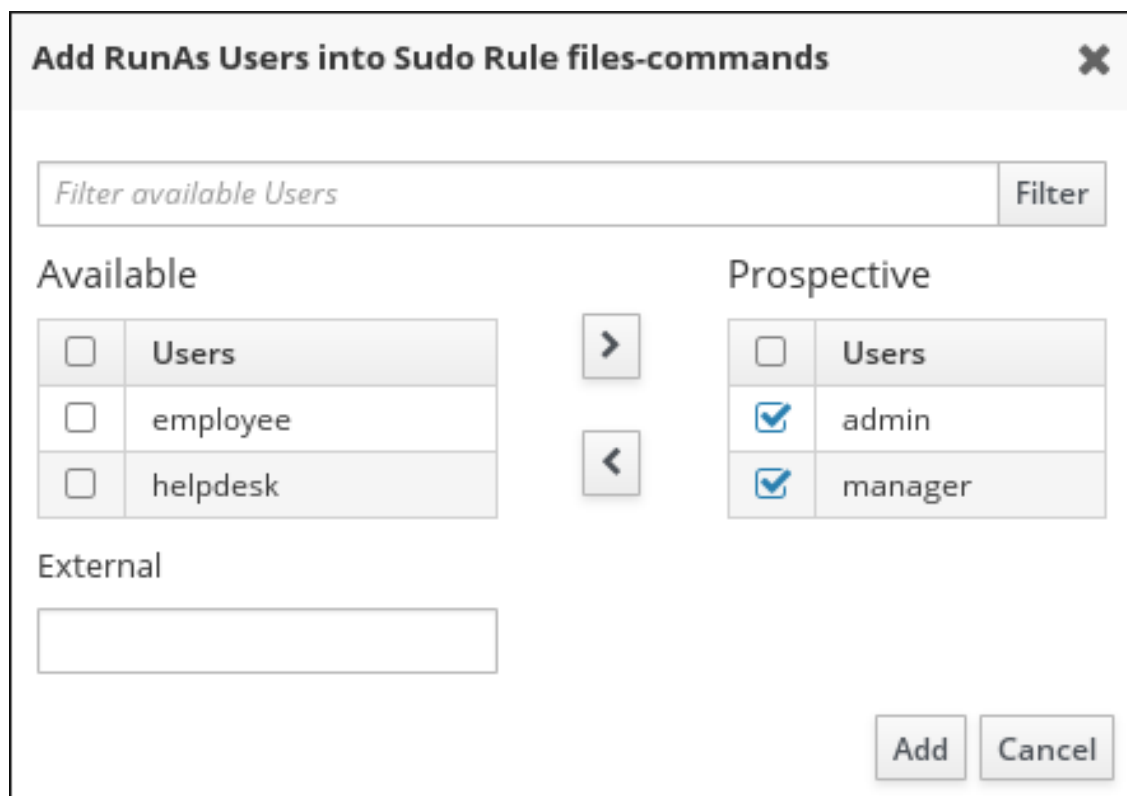 Add RunAs Users into Sudo Rule files-commands
Filter available Users
Filter
Available
Prospective
Users
Users
employee
admin
helpdesk
manager
External
Add
Cancel